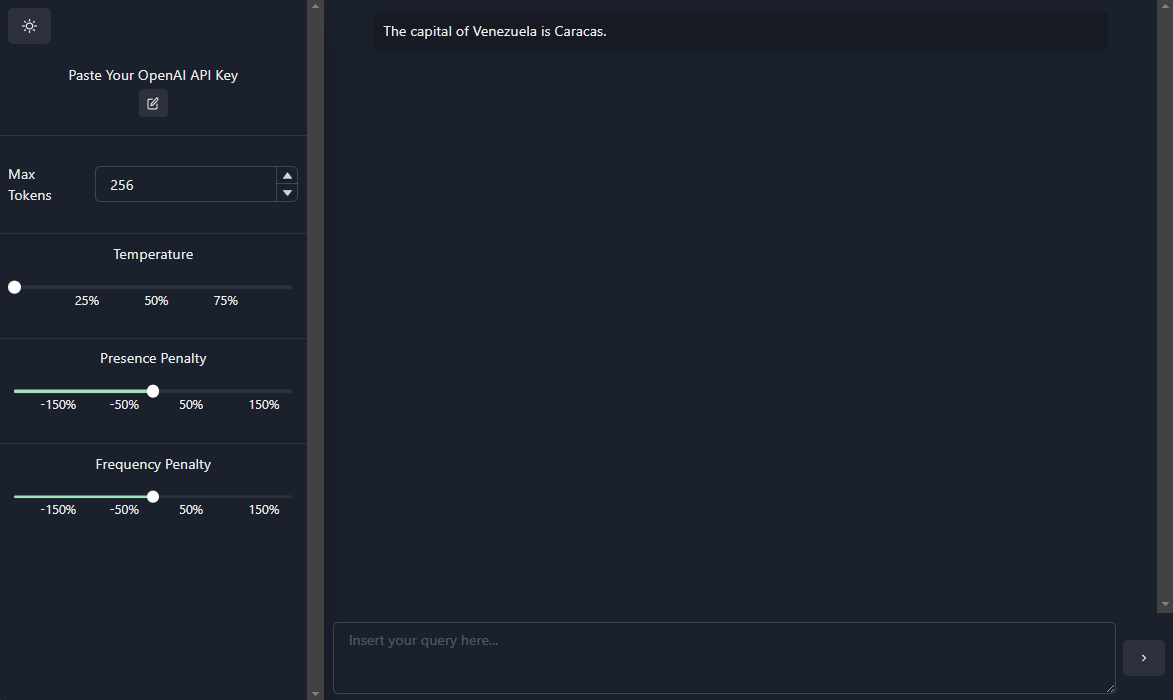 Paste Your OpenAI API Key
Max
Tokens
256
Temperature
25% 50% 75%
Presence Penalty
-150% -50% 50% 150%
Frequency Penalty
-150% -50% 50% 150%
The capital of Venezuela is Caracas.
Insert your query here...